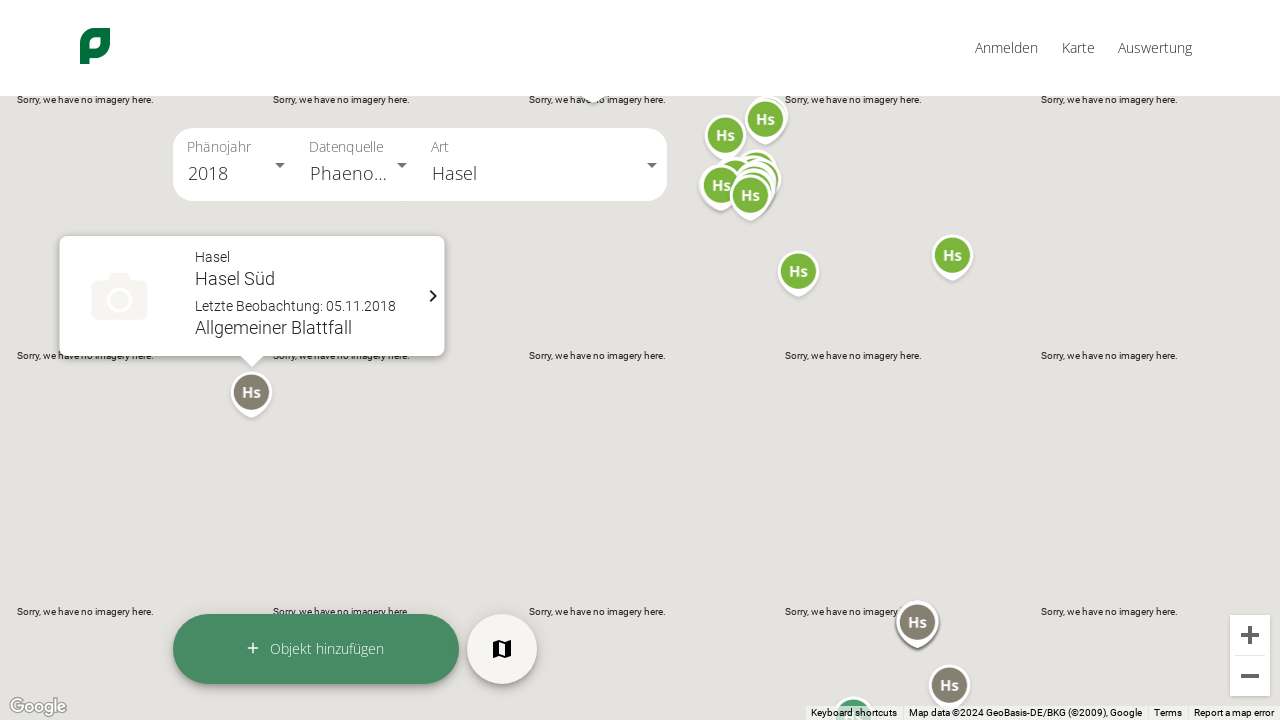 Anmelden Karte Auswertung
Sorry, we have no imagery here. Sorry, we have no imagery here. Sorry, we have no imagery here. Sorry, we have no imagery here. Sorry, we have no imagery here.
Hs
Hs
Phänojahr Datenquelle Art
2018 Phaeno... Hasel
Hs
Hs
Hasel
Hs
Hs
Hasel Süd
Letzte Beobachtung: 05.11.2018
Allgemeiner Blattfall
Sorry, we have no imagery here. Sorry, we have no imagery here. Sorry, we have no imagery here. Sorry, we have no imagery here. Sorry, we have no imagery here.
Hs
Sorry, we have no imagery here. Sorry, we have no imagery here. Sorry, we have no imagery here. Sorry, we have no imagery here. Sorry, we have no imagery here.
Hs
Objekt hinzufügen
Hs
Google
Keyboard shortcuts Map data ©2024 GeoBasis-DE/BKG (©2009), Google Terms Report a map error